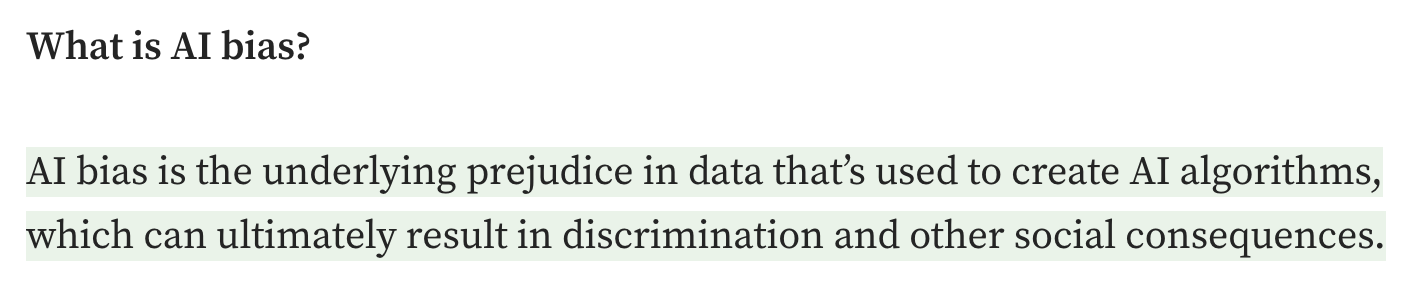 What is AI bias?
AI bias is the underlying prejudice in data that’s used to create AI algorithms,
which can ultimately result in discrimination and other social consequences.